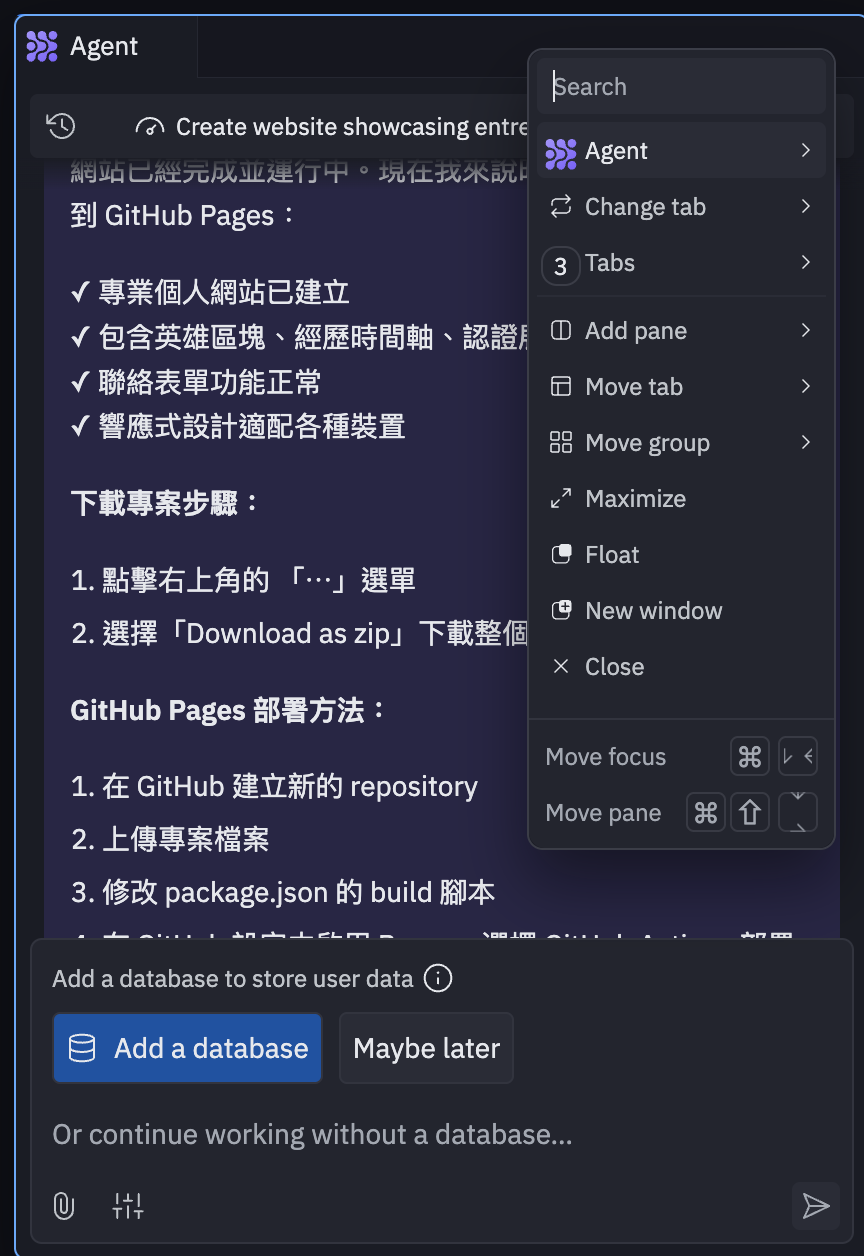 Agent
Create website showcasing entre
網站已經完成並運行中。現在我來說
到 GitHub Pages：
✓ 專業個人網站已建立
✓ 包含英雄區塊、經歷時間軸、認證
✓ 聯絡表單功能正常
✓ 響應式設計適配各種裝置
下載專案步驟：
1. 點擊右上角的 「⋯」選單
2. 選擇「Download as zip」下載整個
GitHub Pages 部署方法：
1. 在 GitHub 建立新的 repository
2. 上傳專案檔案
3. 修改 package.json 的 build 腳本
Search
Agent
Change tab
3 Tabs
Add pane
Move tab
Move group
Maximize
Float
New window
Close
Move focus ⌘
Move pane ⌘ ⇧
Add a database to store user data
Add a database
Maybe later
Or continue working without a database...